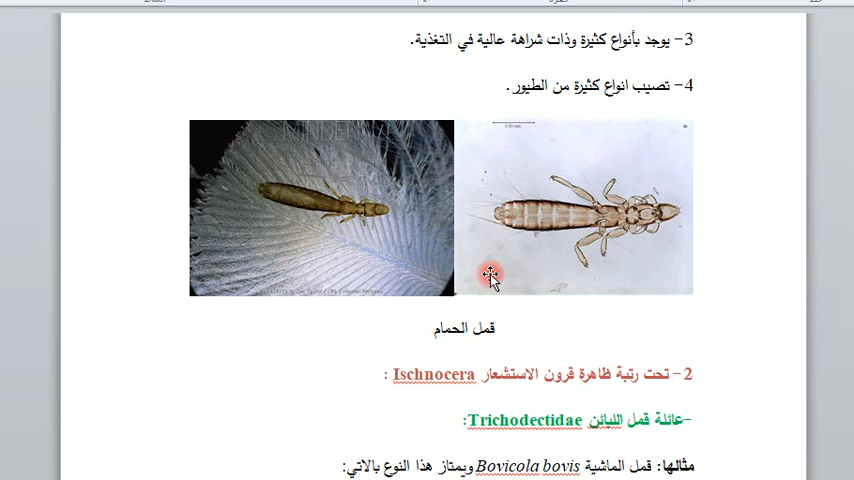 3- يوجد بأنواع كثيرة وذات شراهة عالية في التغذية.
4- تصيب انواع كثيرة من الطيور.
MINDEN
قمل الحمام
2- تحت رتبة ظاهرة قرون الاستشعار Ischnocera :
-عائلة قمل اللبائن Trichodectidae:
مثالها: قمل الماشية Bovicola bovis ويمتاز هذا النوع بالاتي: